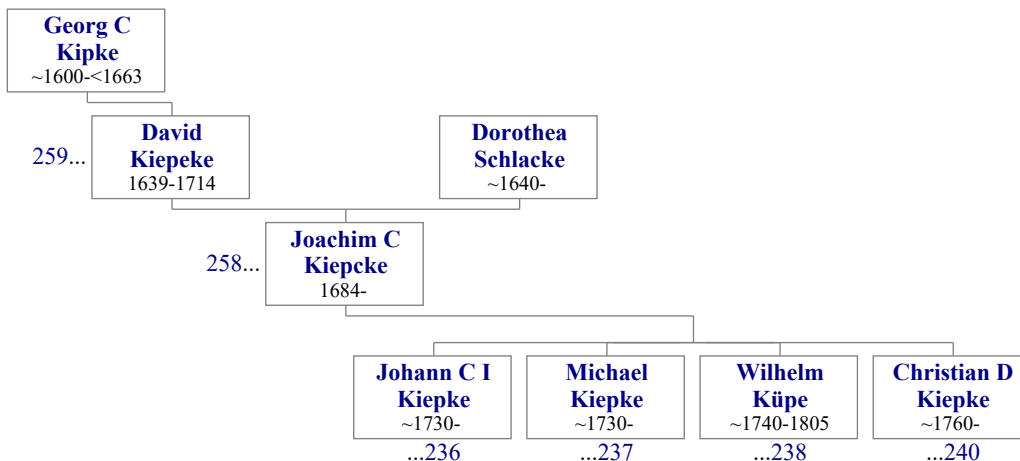 Georg C
Kipke
~1600-<1663
David
Kiepeke
1639-1714
259...
Dorothea
Schlacke
~1640-
Joachim C
Kiepcke
1684-
258...
Johann C I
Kiepke
~1730-
...236
Michael
Kiepke
~1730-
...237
Wilhelm
Küpe
~1740-1805
...238
Christian D
Kiepke
~1760-
...240